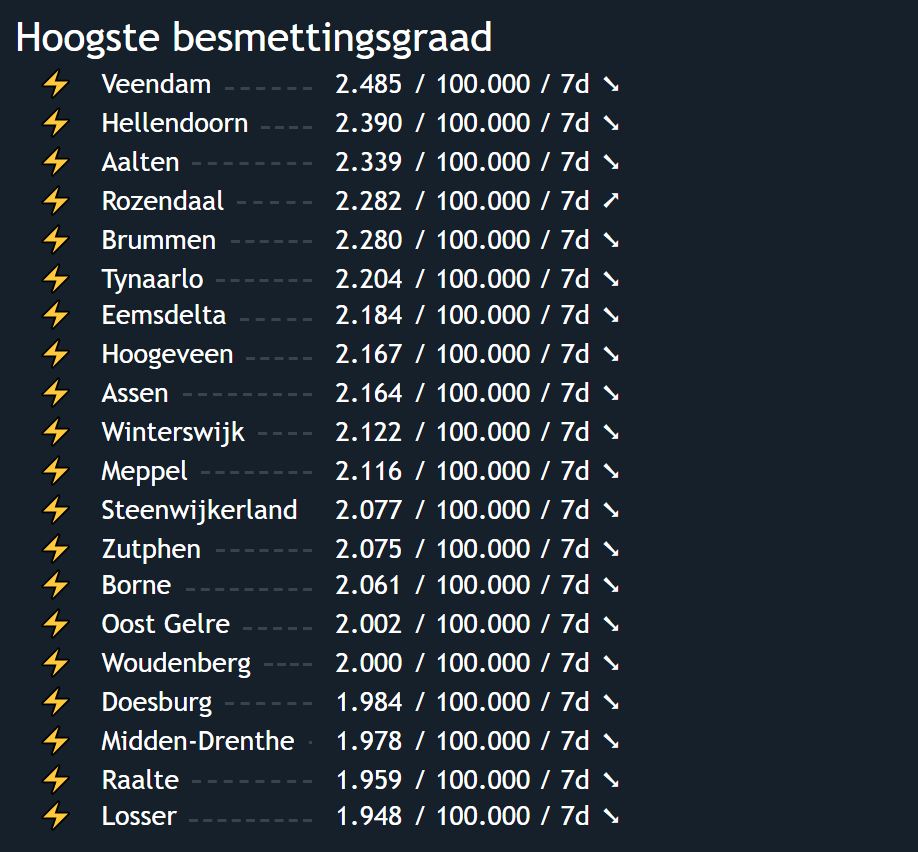 Hoogste besmettingsgraad
⚡ Veendam ------ 2.485 / 100.000 / 7d ➘
⚡ Hellendoorn ---- 2.390 / 100.000 / 7d ➘
⚡ Aalten -------- 2.339 / 100.000 / 7d ➘
⚡ Rozendaal ----- 2.282 / 100.000 / 7d ➚
⚡ Brummen ------ 2.280 / 100.000 / 7d ➘
⚡ Tynaarlo ------- 2.204 / 100.000 / 7d ➘
⚡ Eemsdelta ----- 2.184 / 100.000 / 7d ➘
⚡ Hoogeveen ----- 2.167 / 100.000 / 7d ➘
⚡ Assen --------- 2.164 / 100.000 / 7d ➘
⚡ Winterswijk ---- 2.122 / 100.000 / 7d ➘
⚡ Meppel -------- 2.116 / 100.000 / 7d ➘
⚡ Steenwijkerland 2.077 / 100.000 / 7d ➘
⚡ Zutphen ------- 2.075 / 100.000 / 7d ➘
⚡ Borne --------- 2.061 / 100.000 / 7d ➘
⚡ Oost Gelre ----- 2.002 / 100.000 / 7d ➘
⚡ Woudenberg ---- 2.000 / 100.000 / 7d ➘
⚡ Doesburg ------ 1.984 / 100.000 / 7d ➘
⚡ Midden-Drenthe - 1.978 / 100.000 / 7d ➘
⚡ Raalte -------- 1.959 / 100.000 / 7d ➘
⚡ Losser --------- 1.948 / 100.000 / 7d ➘